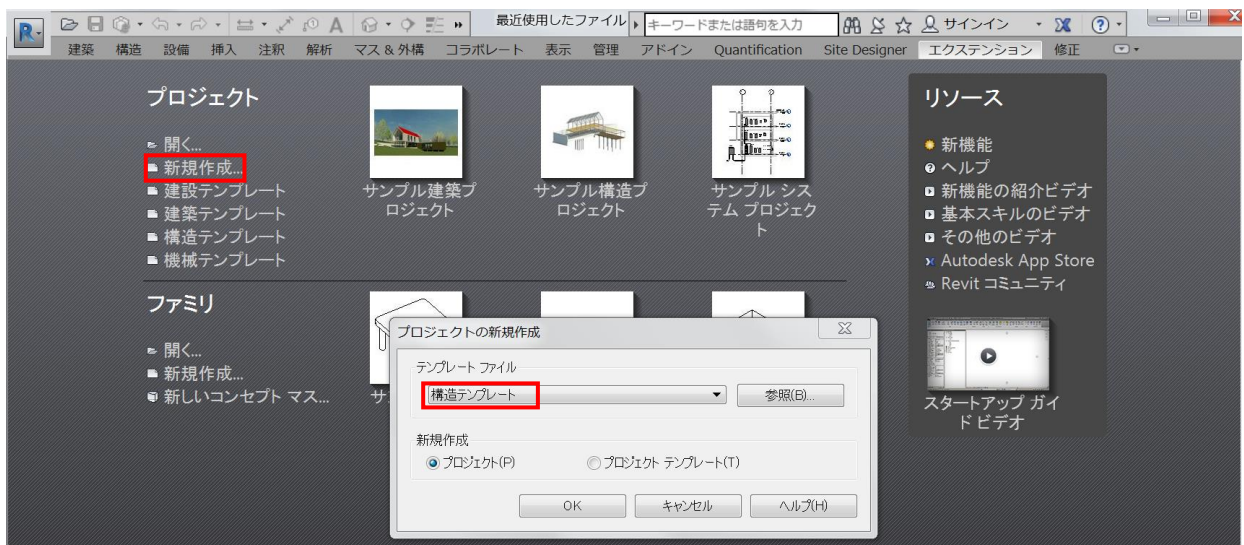 最近使用したファイル
キーワードまたは語句を入力
サインイン
建築 構造 設備 挿入 注釈 解析 マス & 外構 コラボレート 表示 管理 アドイン Quantification Site Designer エクステンション 修正
プロジェクト
開く...
新規作成...
建設テンプレート
建築テンプレート
構造テンプレート
機械テンプレート
サンプル建築プ
ロジェクト
サンプル構造プ
ロジェクト
サンプル シス
テム プロジェク
ト
ファミリ
開く...
新規作成...
新しいコンセプト マス...
サ
プロジェクトの新規作成
テンプレート ファイル
構造テンプレート
参照(B)...
新規作成
プロジェクト(P)
プロジェクト テンプレート(T)
OK
キャンセル
ヘルプ(H)
リソース
新機能
ヘルプ
新機能の紹介ビデオ
基本スキルのビデオ
その他のビデオ
Autodesk App Store
Revit コミュニティ
スタートアップ ガイ
ド ビデオ